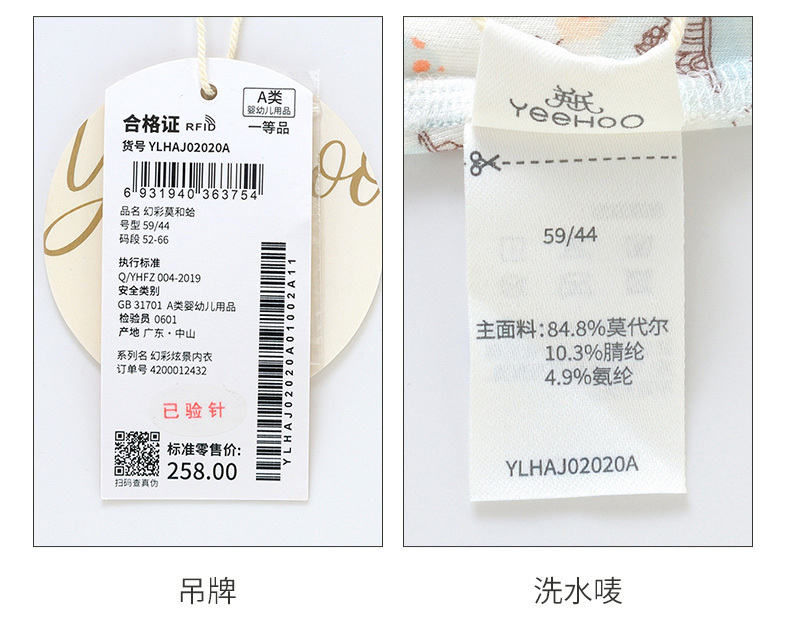 A类
婴幼儿用品
一等品
合格证 RFID
货号 YLHAJ02020A
6 931940 363754
品名 幻彩莫和蛤
号型 59/44
码段 52-66
执行标准
Q/YHFZ 004-2019
安全类别
GB 31701 A类婴幼儿用品
检验员 0601
产地 广东·中山
系列名 幻彩炫景内衣
订单号 4200012432
已验针
标准零售价:
258.00
扫码查真伪
YLHAJ02020A01002A11
吊牌
英氏
YeeHoO
59/44
主面料:84.8%莫代尔
10.3%腈纶
4.9%氨纶
YLHAJ02020A
洗水唛